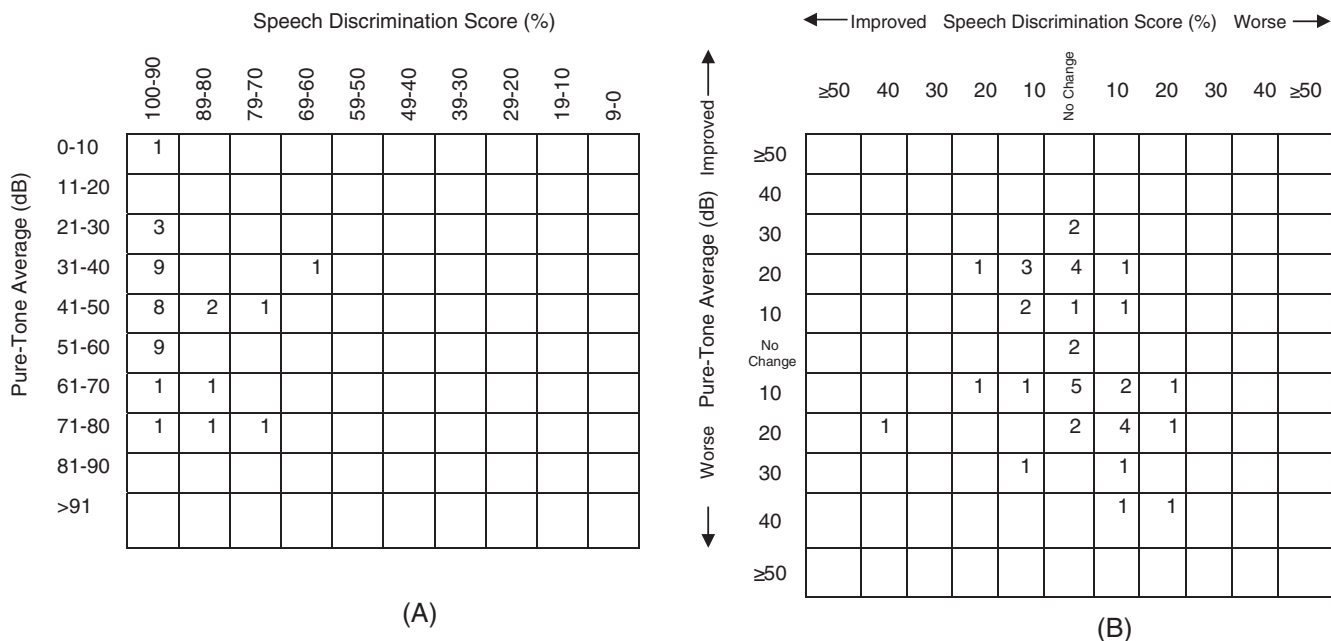 Speech Discrimination Score (%)
100-90 89-80 79-70 69-60 59-50 49-40 39-30 29-20 19-10 9-0
Pure-Tone Average (dB)
0-10 1
11-20
21-30 3
31-40 9 1
41-50 8 2 1
51-60 9
61-70 1 1
71-80 1 1 1
81-90
>91
(A)
Improved Speech Discrimination Score (%) Worse
≥50 40 30 20 10 No Change 10 20 30 40 ≥50
Worse Pure-Tone Average (dB) Improved
≥50
40
30 2
20 1 3 4 1
10 2 1 1
No
Change 2
10 1 1 5 2 1
20 1 2 4 1
30 1 1
40 1 1
≥50
(B)